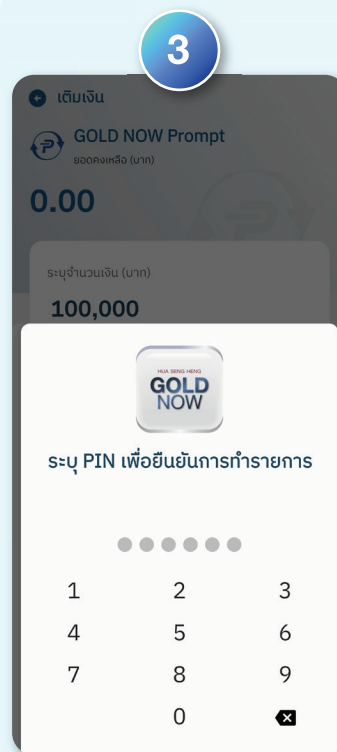 3
เติมเงิน
GOLD NOW Prompt
ยอดคงเหลือ (บาท)
0.00
ระบุจำนวนเงิน (บาท)
100,000
HUA SENG HENG
GOLD
NOW
ระบุ PIN เพื่อยืนยันการทำรายการ
1 2 3
4 5 6
7 8 9
0